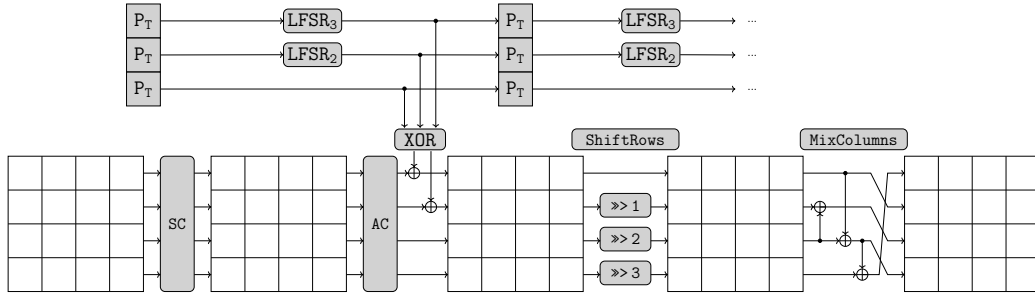 P_T LFSR_3 P_T LFSR_3 ...
P_T LFSR_2 P_T LFSR_2 ...
P_T P_T ...
XOR ShiftRows MixColumns
SC AC
⋙ 1
⋙ 2
⋙ 3